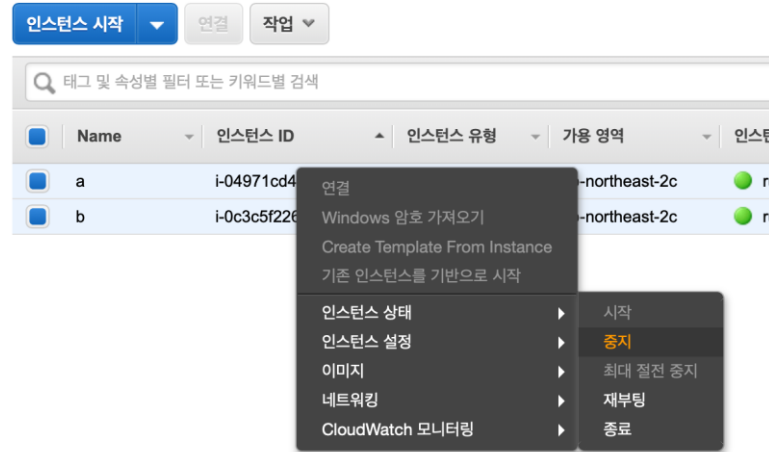 인스턴스 시작 연결 작업
태그 및 속성별 필터 또는 키워드별 검색
Name 인스턴스 ID 인스턴스 유형 가용 영역
a i-04971cd4 -northeast-2c
b i-0c3c5f226 -northeast-2c
연결
Windows 암호 가져오기
Create Template From Instance
기존 인스턴스를 기반으로 시작
인스턴스 상태
인스턴스 설정
이미지
네트워킹
CloudWatch 모니터링
시작
중지
최대 절전 중지
재부팅
종료